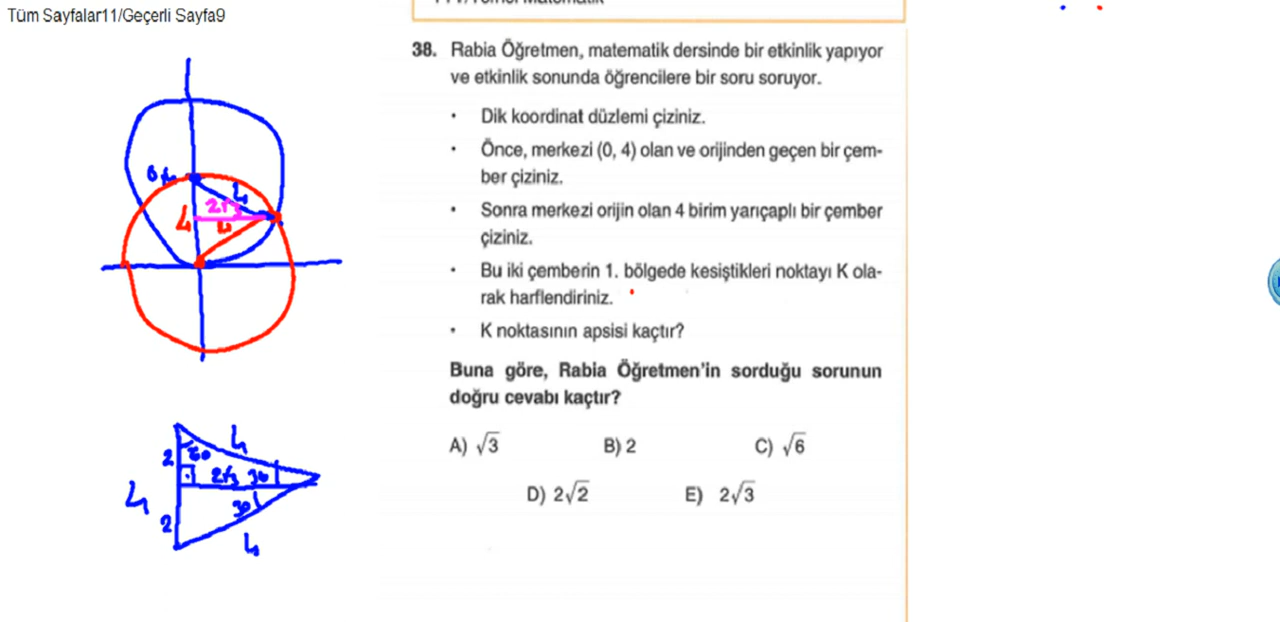 Tüm Sayfalar11/Geçerli Sayfa9
38. Rabia Öğretmen, matematik dersinde bir etkinlik yapıyor
ve etkinlik sonunda öğrencilere bir soru soruyor.
• Dik koordinat düzlemi çiziniz.
• Önce, merkezi (0, 4) olan ve orijinden geçen bir çem-
ber çiziniz.
• Sonra merkezi orijin olan 4 birim yarıçaplı bir çember
çiziniz.
• Bu iki çemberin 1. bölgede kesiştikleri noktayı K ola-
rak harflendiriniz.
• K noktasının apsisi kaçtır?
Buna göre, Rabia Öğretmen'in sorduğu sorunun
doğru cevabı kaçtır?
A) √3 B) 2 C) √6
D) 2√2 E) 2√3
4
2√3
4
4
4
2
60
2√3
30
4
30
2
4